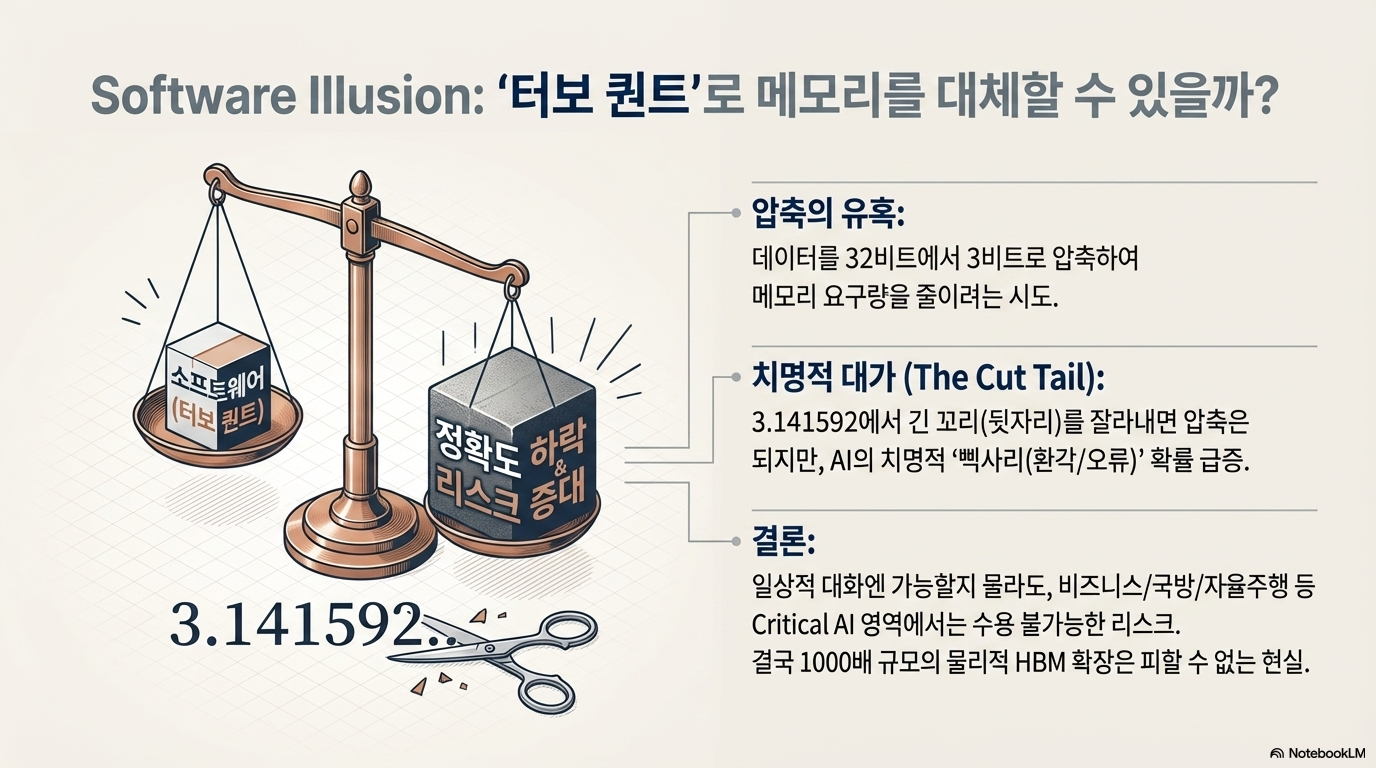 Software Illusion: ‘터보 퀀트’로 메모리를 대체할 수 있을까?
소프트웨어
(터보 퀀트)
정확도 하락
&
리스크 증대
3.141592..
압축의 유혹:
데이터를 32비트에서 3비트로 압축하여
메모리 요구량을 줄이려는 시도.
치명적 대가 (The Cut Tail):
3.141592에서 긴 꼬리(뒷자리)를 잘라내면 압축은
되지만, AI의 치명적 ‘삑사리(환각/오류)’ 확률 급증.
결론:
일상적 대화엔 가능할지 몰라도, 비즈니스/국방/자율주행 등
Critical AI 영역에서는 수용 불가능한 리스크.
결국 1000배 규모의 물리적 HBM 확장은 피할 수 없는 현실.
NotebookLM